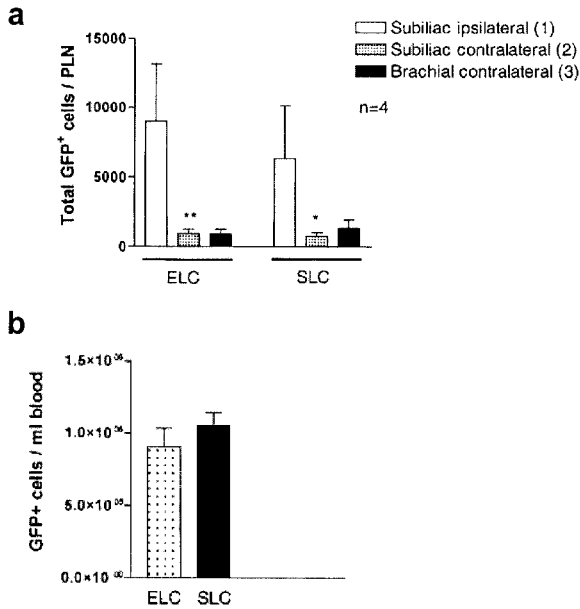 a
Subiliac ipsilateral (1)
Subiliac contralateral (2)
Brachial contralateral (3)
n=4
Total GFP⁺ cells / PLN
15000
10000
5000
0
**
*
ELC
SLC
b
GFP+ cells / ml blood
1.5×10
1.0×10
5.0×10
0.0×10
ELC
SLC